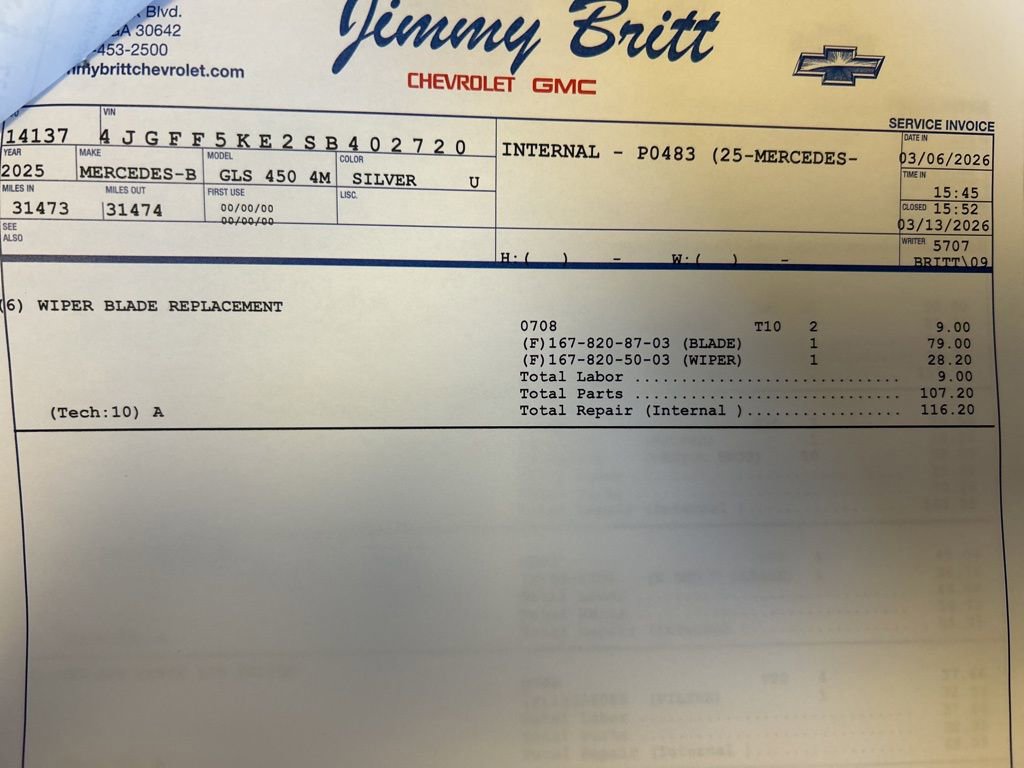 Blvd.
GA 30642
-453-2500
mybrittchevrolet.com
Jimmy Britt
CHEVROLET GMC
SERVICE INVOICE
14137
VIN
4JGFF5KE2SB402720
INTERNAL - P0483 (25-MERCEDES-
DATE IN
03/06/2026
YEAR
2025
MAKE
MERCEDES-B
MODEL
GLS 450 4M
COLOR
SILVER U
TIME IN
15:45
MILES IN
31473
MILES OUT
31474
FIRST USE
00/00/00
00/00/00
LISC.
CLOSED 15:52
03/13/2026
SEE
ALSO
H:( ) - W:( ) -
WRITER 5707
BRITT\09
(6) WIPER BLADE REPLACEMENT
0708 T10 2 9.00
(F)167-820-87-03 (BLADE) 1 79.00
(F)167-820-50-03 (WIPER) 1 28.20
Total Labor .............................. 9.00
Total Parts .............................. 107.20
(Tech:10) A
Total Repair (Internal )................. 116.20